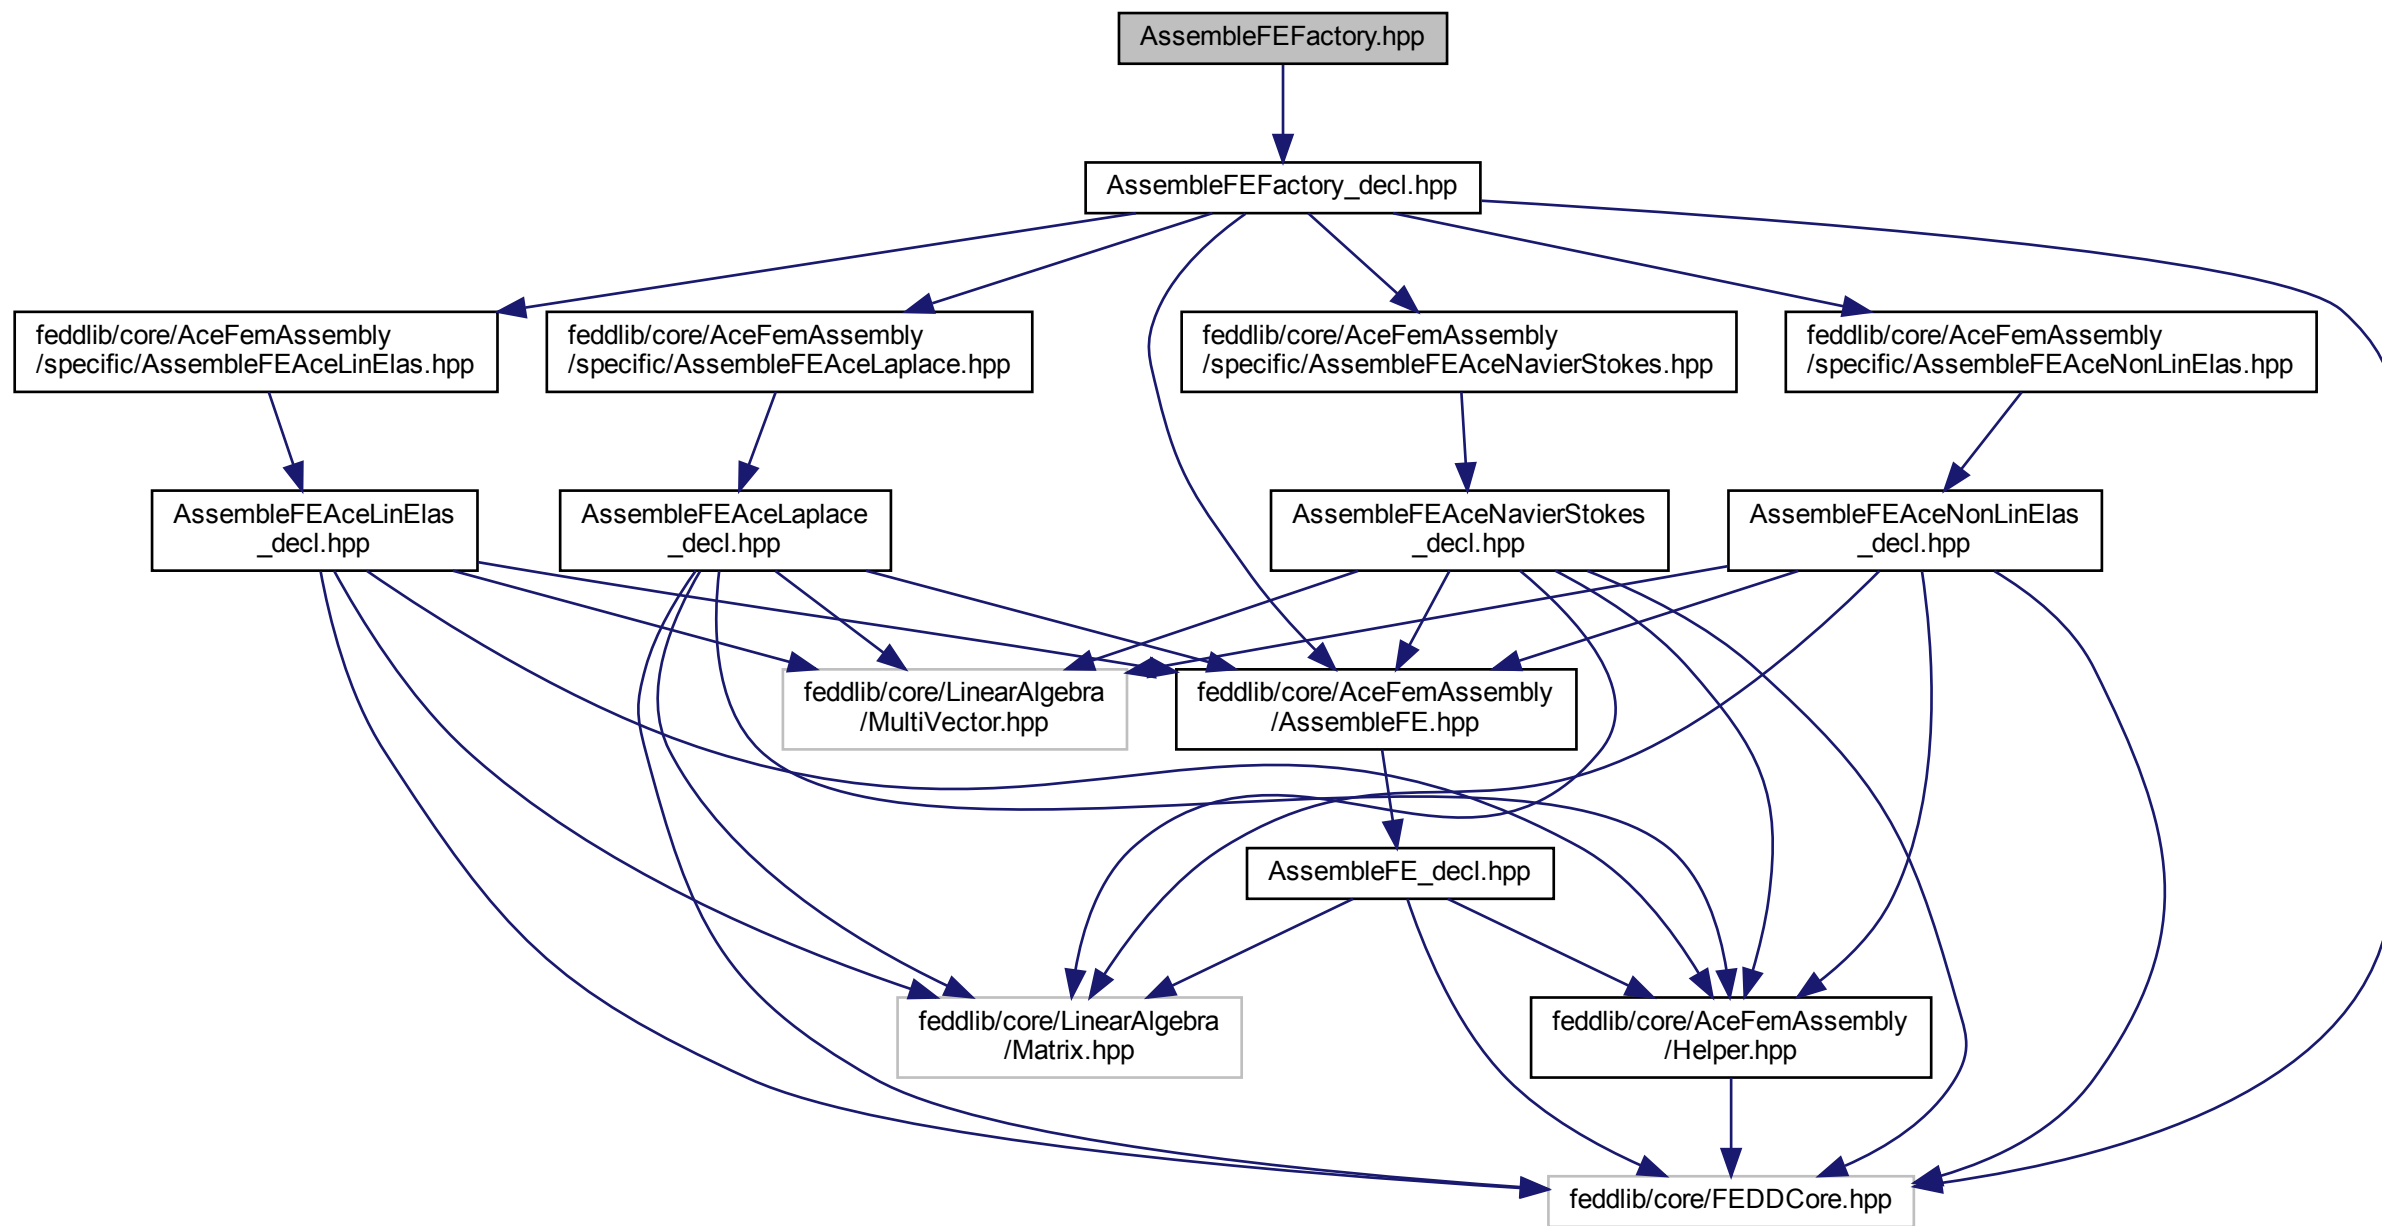 AssembleFEFactory.hpp
AssembleFEFactory_decl.hpp
feddlib/core/AceFemAssembly
/specific/AssembleFEAceLinElas.hpp
feddlib/core/AceFemAssembly
/specific/AssembleFEAceLaplace.hpp
feddlib/core/AceFemAssembly
/specific/AssembleFEAceNavierStokes.hpp
feddlib/core/AceFemAssembly
/specific/AssembleFEAceNonLinElas.hpp
AssembleFEAceLinElas
_decl.hpp
AssembleFEAceLaplace
_decl.hpp
AssembleFEAceNavierStokes
_decl.hpp
AssembleFEAceNonLinElas
_decl.hpp
feddlib/core/LinearAlgebra
/MultiVector.hpp
feddlib/core/AceFemAssembly
/AssembleFE.hpp
AssembleFE_decl.hpp
feddlib/core/LinearAlgebra
/Matrix.hpp
feddlib/core/AceFemAssembly
/Helper.hpp
feddlib/core/FEDDCore.hpp